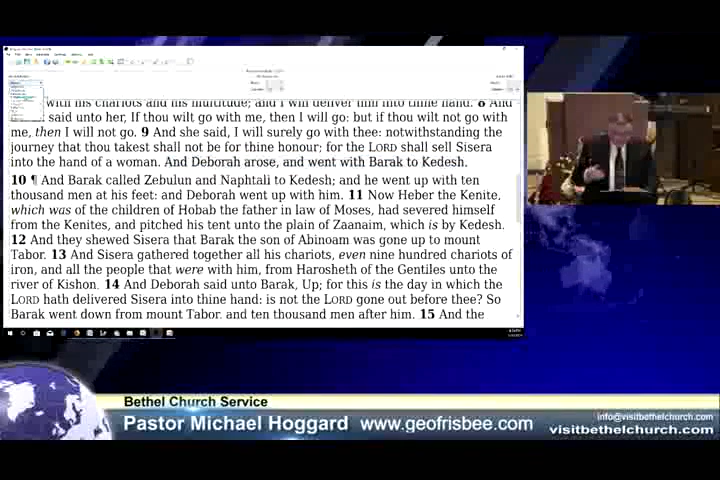 with his chariots and his multitude; and I will deliver him into thine hand. 8 And
said unto her, If thou wilt go with me, then I will go: but if thou wilt not go with
me, then I will not go. 9 And she said, I will surely go with thee: notwithstanding the
journey that thou takest shall not be for thine honour; for the LORD shall sell Sisera
into the hand of a woman. And Deborah arose, and went with Barak to Kedesh.
10 ¶ And Barak called Zebulun and Naphtali to Kedesh; and he went up with ten
thousand men at his feet: and Deborah went up with him. 11 Now Heber the Kenite,
which was of the children of Hobab the father in law of Moses, had severed himself
from the Kenites, and pitched his tent unto the plain of Zaanaim, which is by Kedesh.
12 And they shewed Sisera that Barak the son of Abinoam was gone up to mount
Tabor. 13 And Sisera gathered together all his chariots, even nine hundred chariots of
iron, and all the people that were with him, from Harosheth of the Gentiles unto the
river of Kishon. 14 And Deborah said unto Barak, Up; for this is the day in which the
LORD hath delivered Sisera into thine hand: is not the LORD gone out before thee? So
Barak went down from mount Tabor, and ten thousand men after him. 15 And the
Bethel Church Service
Pastor Michael Hoggard www.geofrisbee.com
info@visitbethelchurch.com
visitbethelchurch.com